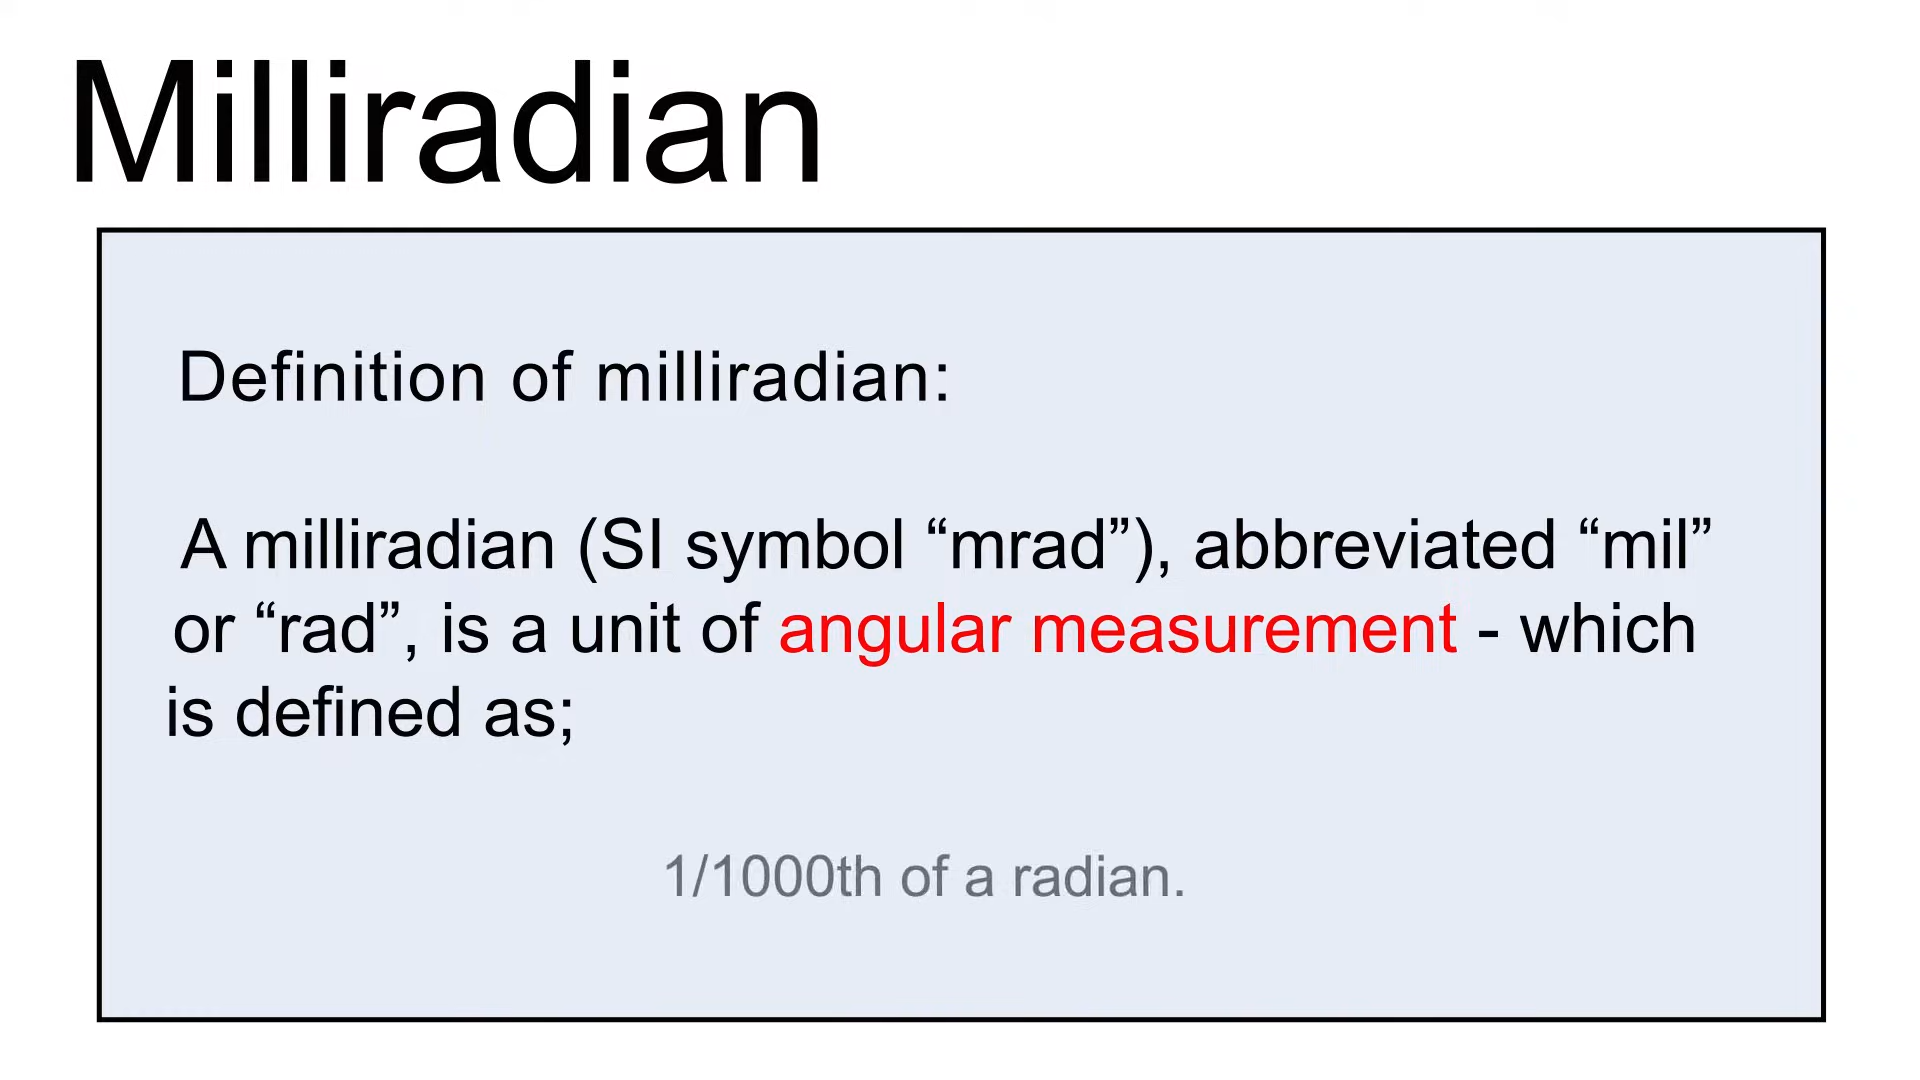 Milliradian
Definition of milliradian:
A milliradian (SI symbol “mrad”), abbreviated “mil”
or “rad”, is a unit of angular measurement - which
is defined as;
1/1000th of a radian.